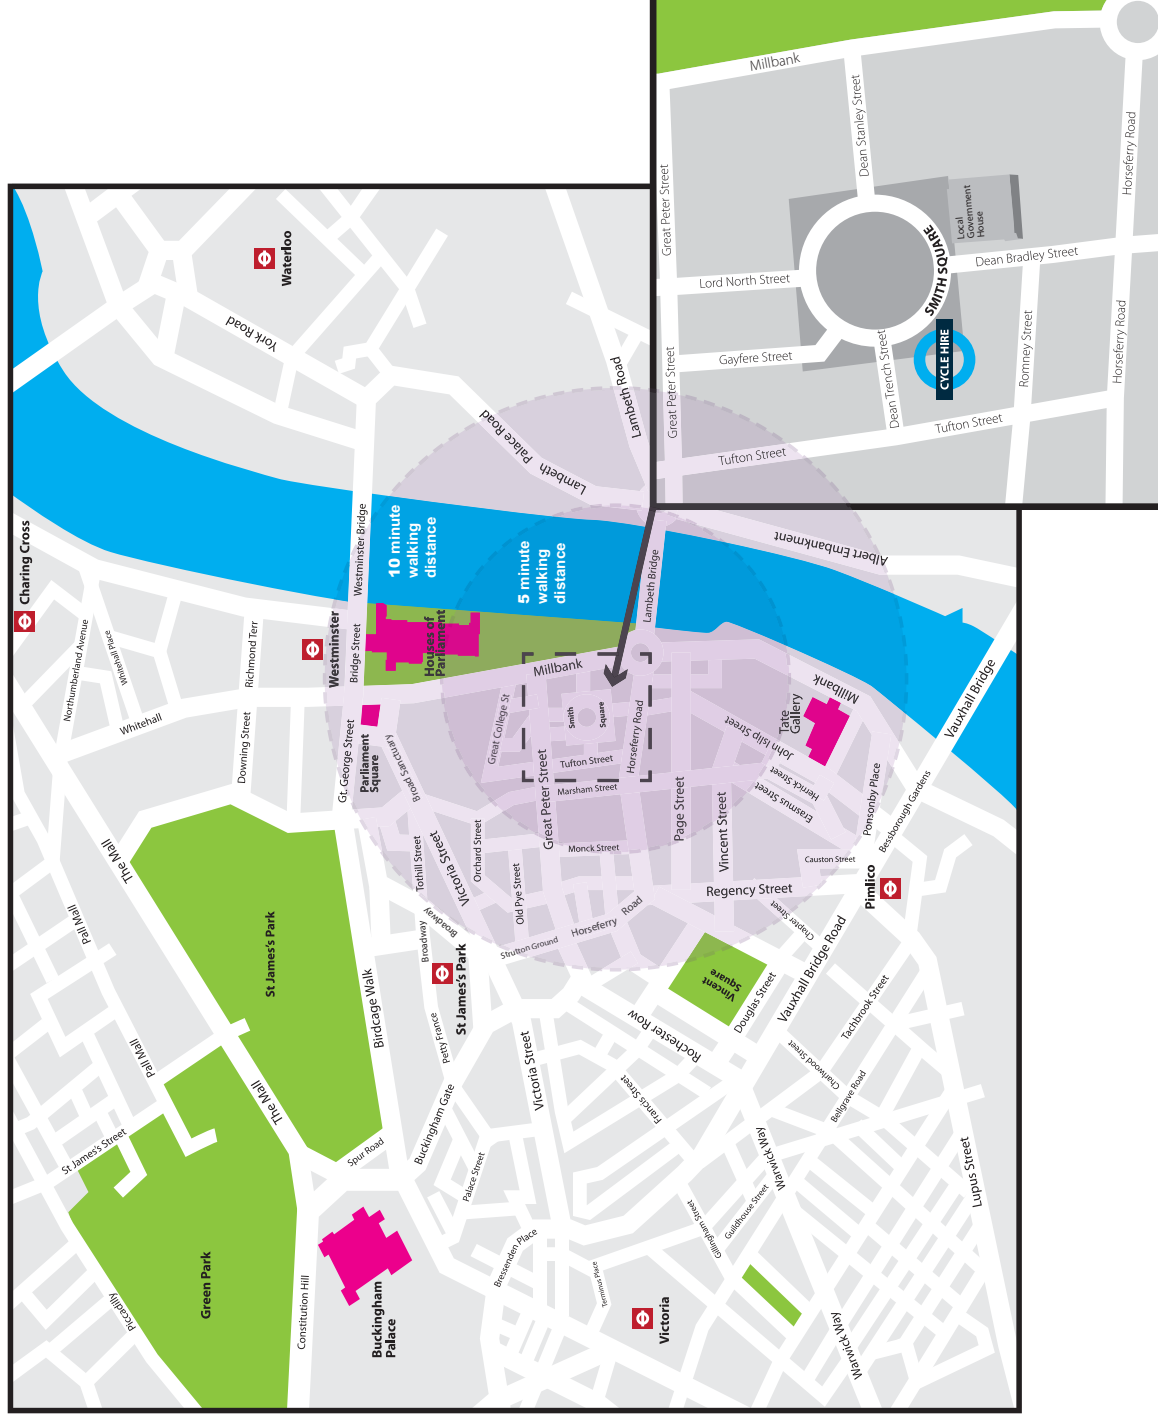 Millbank
Dean Stanley Street
Great Peter Street
Horseferry Road
Local
Government
House
SMITH SQUARE
Lord North Street
Dean Bradley Street
Gayfere Street
Dean Trench Street
CYCLE HIRE
Romney Street
Horseferry Road
Great Peter Street
Tufton Street
Tufton Street
Waterloo
York Road
Lambeth Road
Lambeth
Palace Road
Charing Cross
Westminster Bridge
10 minute
walking
distance
5 minute
walking
distance
Lambeth Bridge
Albert Embankment
Northumberland Avenue
Whitehall Place
Richmond Terr
Westminster
Bridge Street
Houses of
Parliament
Whitehall
Downing Street
Gt. George Street
Parliament
Square
Broad Sanctuary
Great College St
Millbank
Smith
Square
Tufton Street
Horseferry Road
Marsham Street
Great Peter Street
John Islip Street
Tate
Gallery
Millbank
Vauxhall Bridge
Herrick Street
Erasmus Street
Ponsonby Place
Bessborough Gardens
Page Street
Vincent Street
Monck Street
Causton Street
Regency Street
Pimlico
The Mall
Pall Mall
St James's Park
Tothill Street
Victoria Street
Orchard Street
Old Pye Street
Broadway
Broadway
Strutton Ground
Horseferry
Road
Chapter Street
Vauxhall Bridge Road
St James's Park
Birdcage Walk
Petty France
Vincent
Square
Douglas Street
Rochester Row
Tachbrook Street
Charlwood Street
Bellgrave Road
Pall Mall
The Mall
Victoria Street
Francis Street
Buckingham Gate
St James's Street
Spur Road
Palace Street
Warwick Way
Guildhouse Street
Gillingham Street
Lupus Street
Green Park
Piccadilly
Constitution Hill
Buckingham
Palace
Bressenden Place
Terminus Place
Victoria
Warwick Way